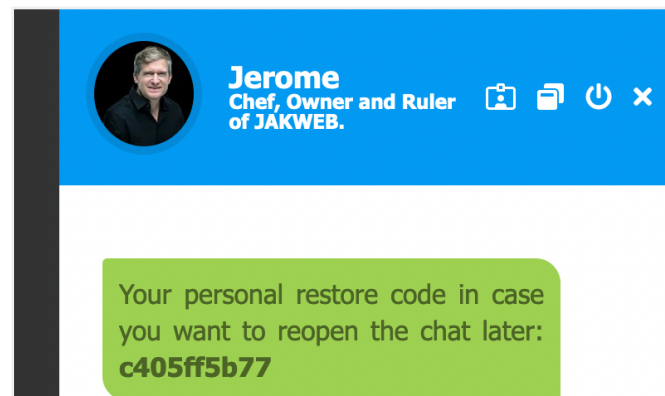 Jerome
Chef, Owner and Ruler
of JAKWEB.
Your personal restore code in case
you want to reopen the chat later:
c405ff5b77